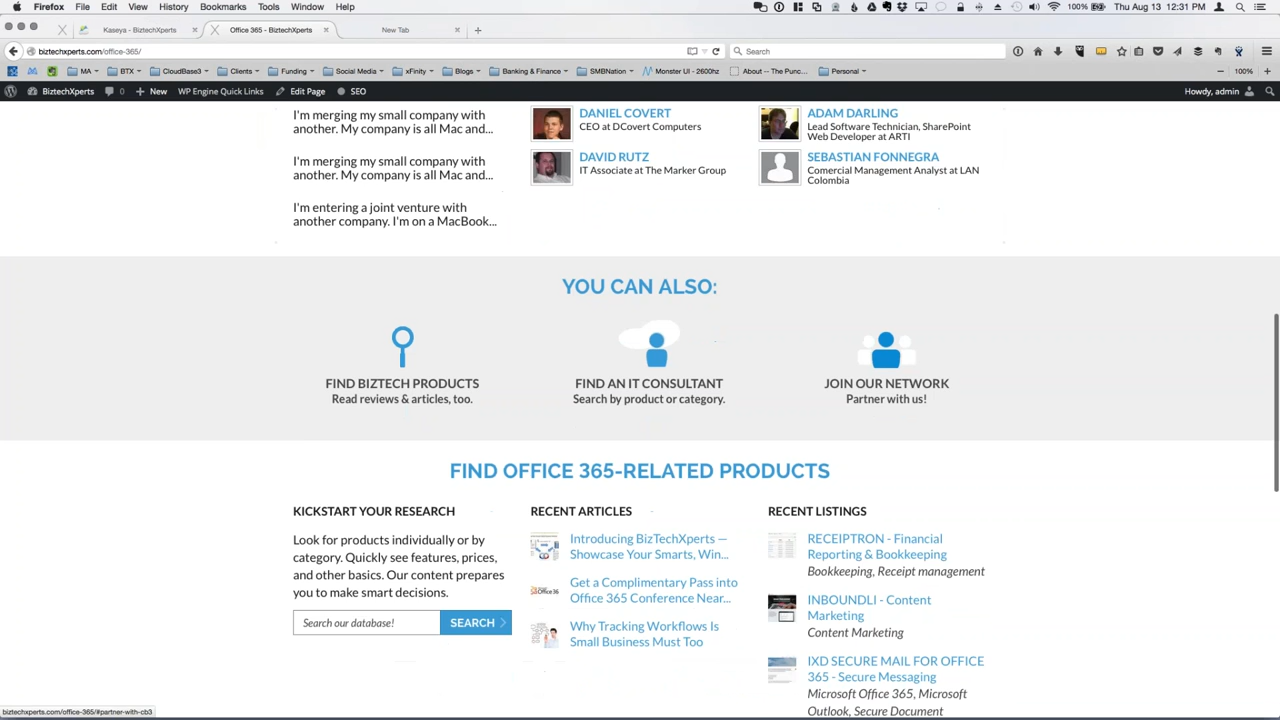 Firefox File Edit View History Bookmarks Tools Window Help 100% Thu Aug 13 12:31 PM
Kaseya - BiztechXperts × Office 365 - BiztechXperts × New Tab × +
biztechxperts.com/office-365/ Search
MA BTX CloudBase3 Clients Funding Social Media xFinity Blogs Banking & Finance SMBNation Monster UI - 2600hz About — The Punc... Personal 100%
BiztechXperts 0 + New WP Engine Quick Links Edit Page SEO Howdy, admin
I'm merging my small company with
another. My company is all Mac and...
I'm merging my small company with
another. My company is all Mac and...
I'm entering a joint venture with
another company. I'm on a MacBook...
DANIEL COVERT
CEO at DCovert Computers
DAVID RUTZ
IT Associate at The Marker Group
ADAM DARLING
Lead Software Technician, SharePoint
Web Developer at ARTI
SEBASTIAN FONNEGRA
Comercial Management Analyst at LAN
Colombia
YOU CAN ALSO:
FIND BIZTECH PRODUCTS
Read reviews & articles, too.
FIND AN IT CONSULTANT
Search by product or category.
JOIN OUR NETWORK
Partner with us!
FIND OFFICE 365-RELATED PRODUCTS
KICKSTART YOUR RESEARCH
Look for products individually or by
category. Quickly see features, prices,
and other basics. Our content prepares
you to make smart decisions.
Search our database! SEARCH
RECENT ARTICLES
Introducing BizTechXperts —
Showcase Your Smarts, Win...
Get a Complimentary Pass into
Office 365 Conference Near...
Why Tracking Workflows Is
Small Business Must Too
RECENT LISTINGS
RECEIPTRON - Financial
Reporting & Bookkeeping
Bookkeeping, Receipt management
INBOUNDLI - Content
Marketing
Content Marketing
IXD SECURE MAIL FOR OFFICE
365 - Secure Messaging
Microsoft Office 365, Microsoft
Outlook, Secure Document
biztechxperts.com/office-365/#partner-with-cb3